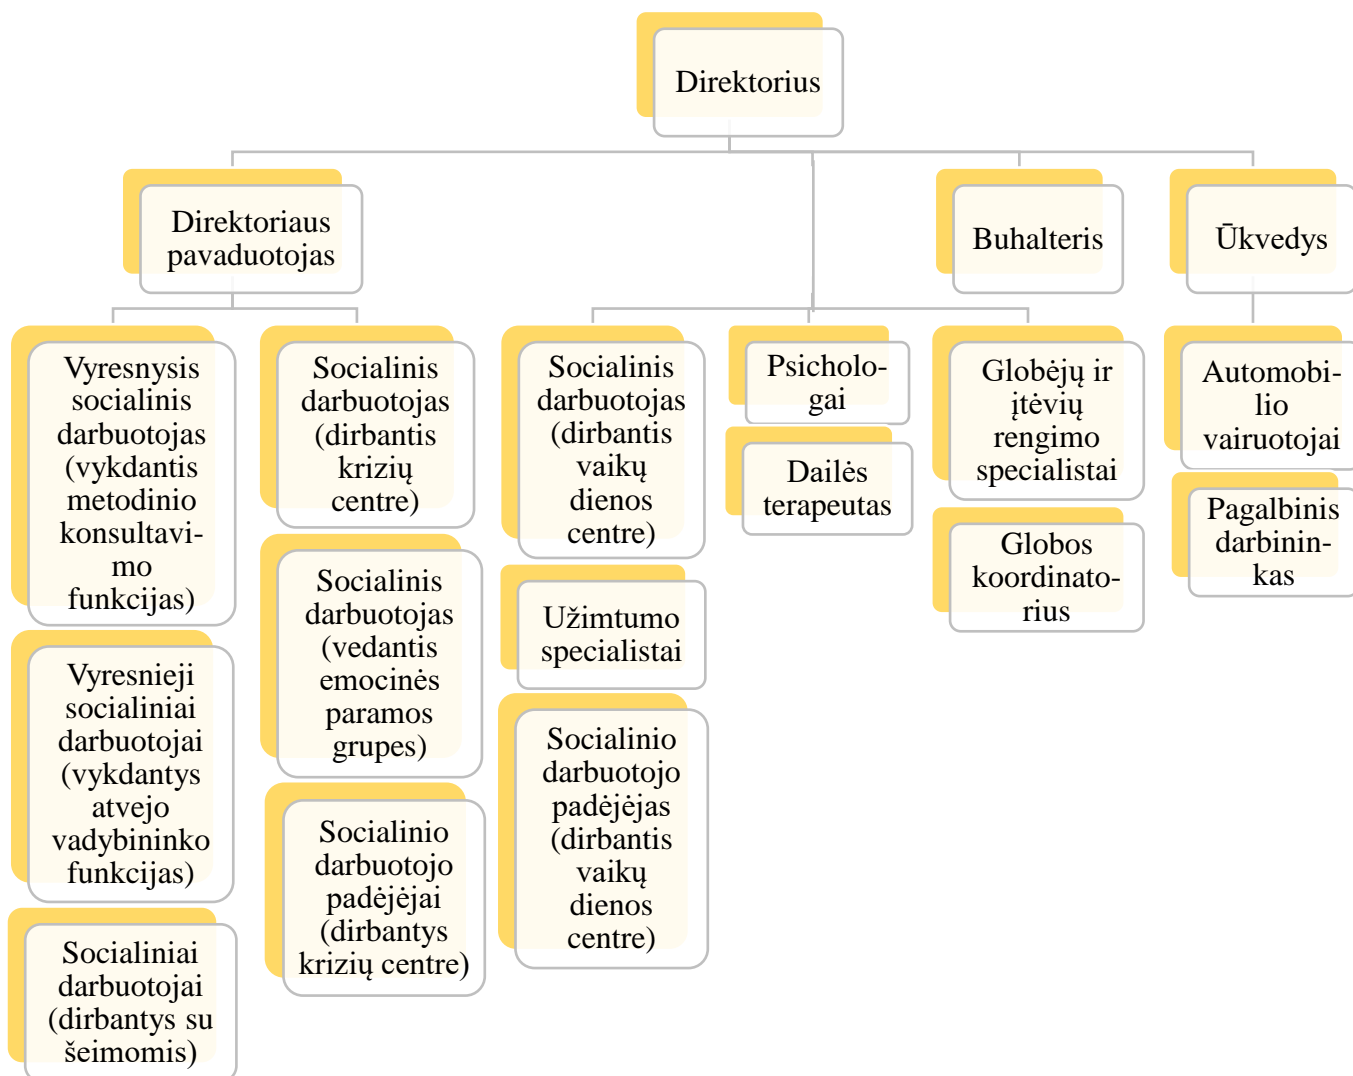 Direktorius
Direktoriaus
pavaduotojas
Buhalteris
Ūkvedys
Vyresnysis
socialinis
darbuotojas
(vykdantis
metodinio
konsultavi-
mo
funkcijas)
Vyresnieji
socialiniai
darbuotojai
(vykdantys
atvejo
vadybininko
funkcijas)
Socialiniai
darbuotojai
(dirbantys su
šeimomis)
Socialinis
darbuotojas
(dirbantis
krizių
centre)
Socialinis
darbuotojas
(vedantis
emocinės
paramos
grupes)
Socialinio
darbuotojo
padėjėjai
(dirbantys
krizių centre)
Socialinis
darbuotojas
(dirbantis
vaikų
dienos
centre)
Užimtumo
specialistai
Socialinio
darbuotojo
padėjėjas
(dirbantis
vaikų
dienos
centre)
Psicholo-
gai
Dailės
terapeutas
Globėjų ir
įtėvių
rengimo
specialistai
Globos
koordinato-
rius
Automobi-
lio
vairuotojai
Pagalbinis
darbinin-
kas